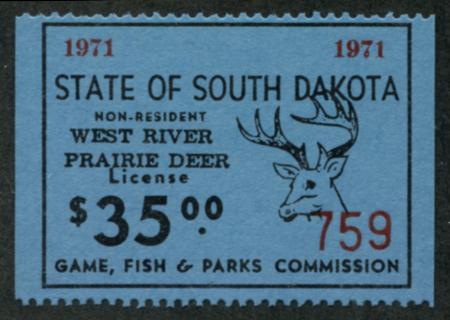 1971 1971
STATE OF SOUTH DAKOTA
NON-RESIDENT
WEST RIVER
PRAIRIE DEER
License
$35.00
759
GAME, FISH & PARKS COMMISSION